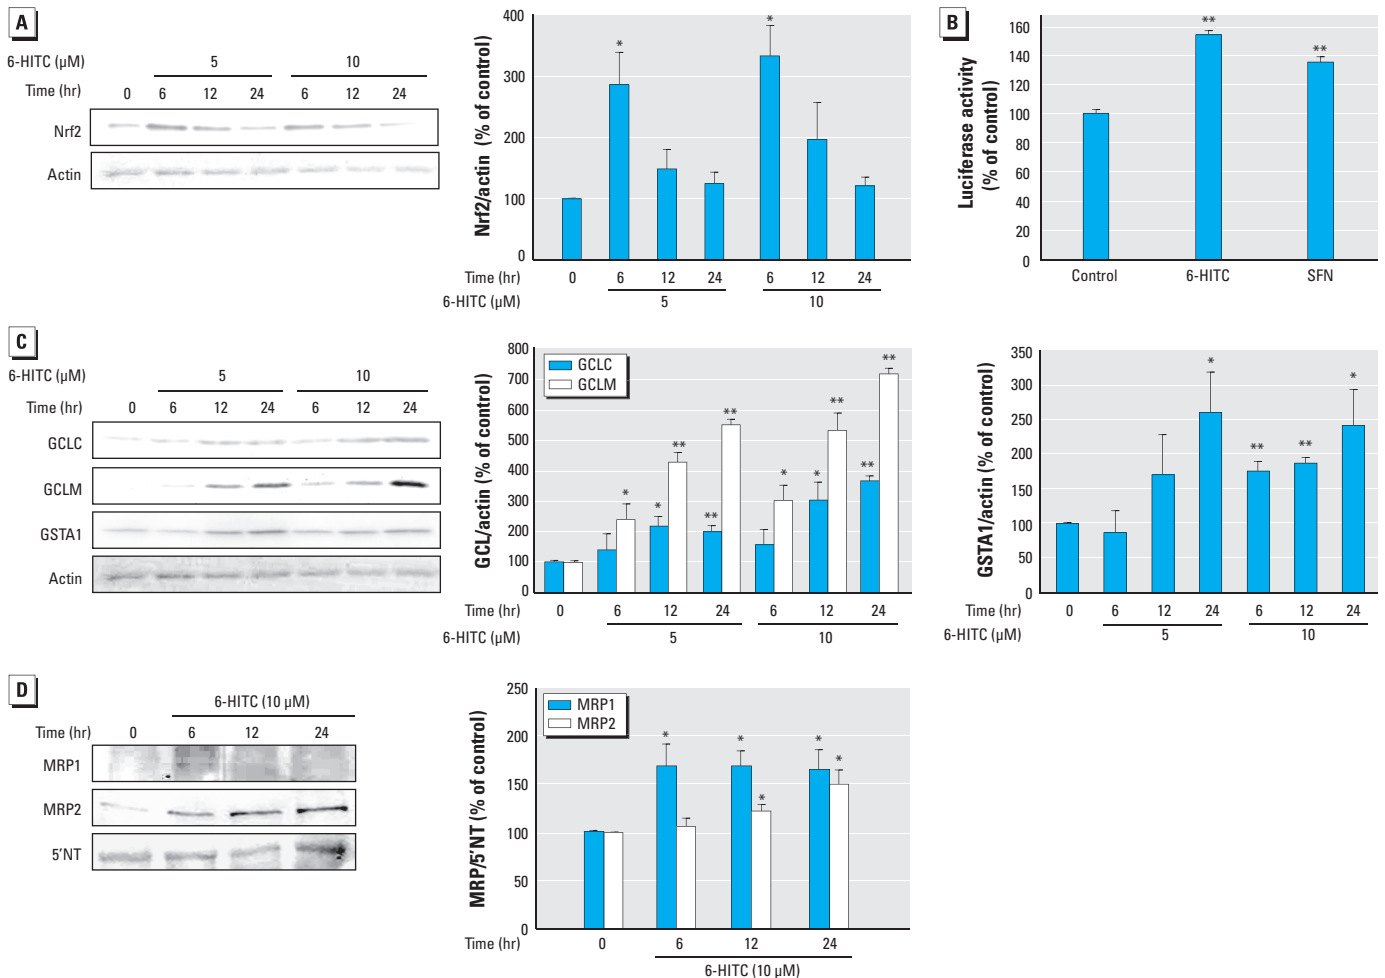 A
6-HITC (µM)
5
10
Time (hr)
0 6 12 24 6 12 24
Nrf2
Actin
Nrf2/actin (% of control)
400
300
200
100
0
Time (hr) 0 6 12 24 6 12 24
6-HITC (µM) 5 10
B
Luciferase activity
(% of control)
160
140
120
100
80
60
40
20
0
** **
Control 6-HITC SFN
C
6-HITC (µM)
5
10
Time (hr) 0 6 12 24 6 12 24
GCLC
GCLM
GSTA1
Actin
GCL/actin (% of control)
800
700
600
500
400
300
200
100
0
GCLC
GCLM
* * ** ** ** * * ** ** **
Time (hr) 0 6 12 24 6 12 24
6-HITC (µM) 5 10
GSTA1/actin (% of control)
350
300
250
200
150
100
50
0
* ** ** *
Time (hr) 0 6 12 24 6 12 24
6-HITC (µM) 5 10
D
6-HITC (10 µM)
Time (hr) 0 6 12 24
MRP1
MRP2
5′NT
MRP/5′NT (% of control)
250
200
150
100
50
0
MRP1
MRP2
* * * * *
Time (hr) 0 6 12 24
6-HITC (10 µM)